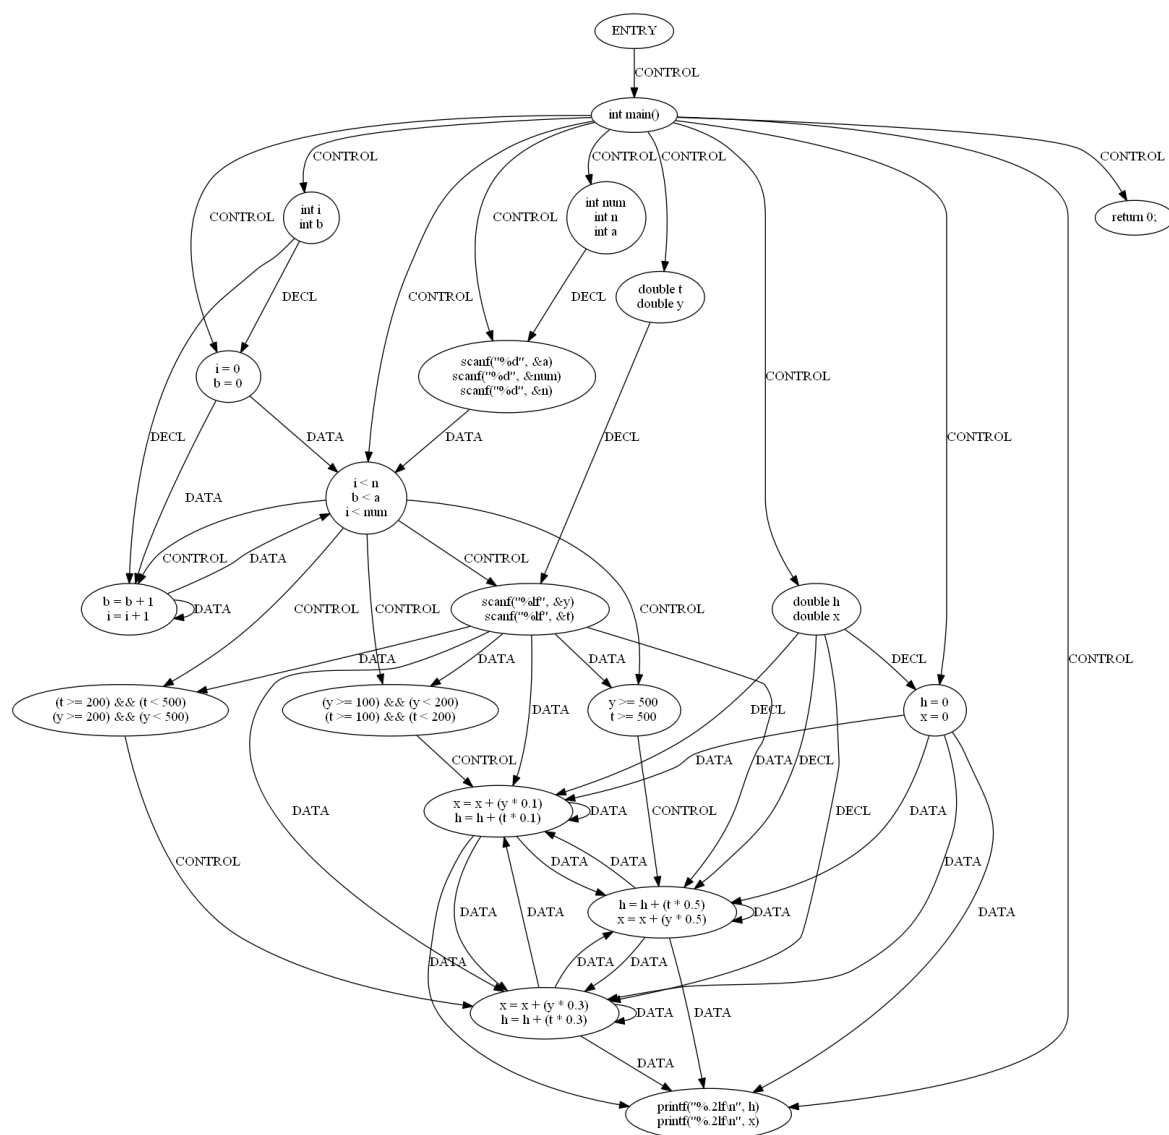 ENTRY
CONTROL
int main()
CONTROL
CONTROL
CONTROL
CONTROL
int i
int b
int num
int n
int a
return 0;
CONTROL
CONTROL
DECL
CONTROL
DECL
double t
double y
i = 0
b = 0
scanf("%d", &a)
scanf("%d", &num)
scanf("%d", &n)
CONTROL
DECL
DATA
DATA
DECL
CONTROL
DATA
i < n
b < a
i < num
CONTROL
DATA
CONTROL
b = b + 1
i = i + 1
DATA
CONTROL
CONTROL
scanf("%lf", &y)
scanf("%lf", &t)
CONTROL
double h
double x
DATA
DATA
DATA
DECL
CONTROL
(t >= 200) && (t < 500)
(y >= 200) && (y < 500)
(y >= 100) && (y < 200)
(t >= 100) && (t < 200)
y >= 500
t >= 500
h = 0
x = 0
DATA
DECL
CONTROL
DATA
DECL
DATA
x = x + (y * 0.1)
h = h + (t * 0.1)
DATA
DATA
CONTROL
DECL
DATA
CONTROL
DATA
DATA
DATA
h = h + (t * 0.5)
x = x + (y * 0.5)
DATA
DATA
DATA
DATA
DATA
DATA
DATA
x = x + (y * 0.3)
h = h + (t * 0.3)
DATA
DATA
DATA
printf("%.2lf\n", h)
printf("%.2lf\n", x)